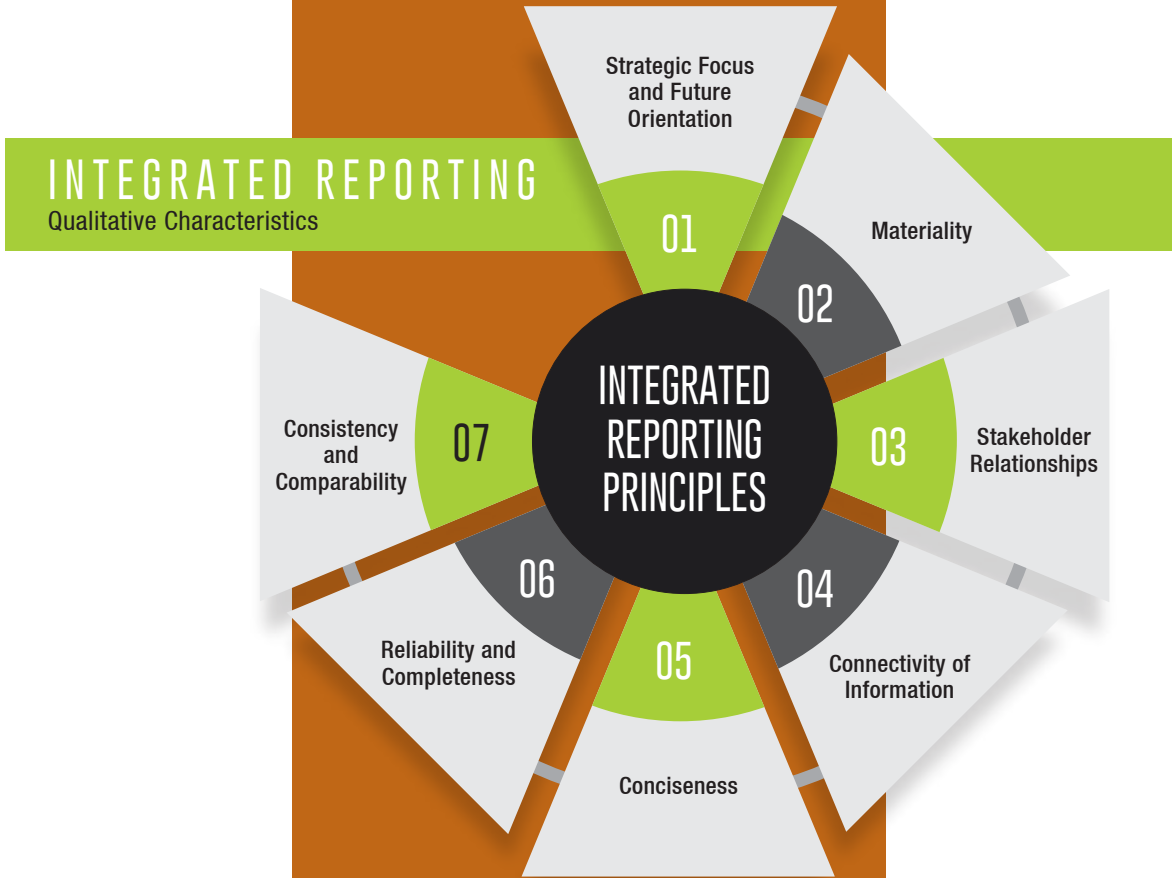 INTEGRATED REPORTING
Qualitative Characteristics
Strategic Focus
and Future
Orientation
01
Materiality
02
Stakeholder
Relationships
03
Connectivity of
Information
04
Conciseness
05
Reliability and
Completeness
06
Consistency
and
Comparability
07
INTEGRATED
REPORTING
PRINCIPLES